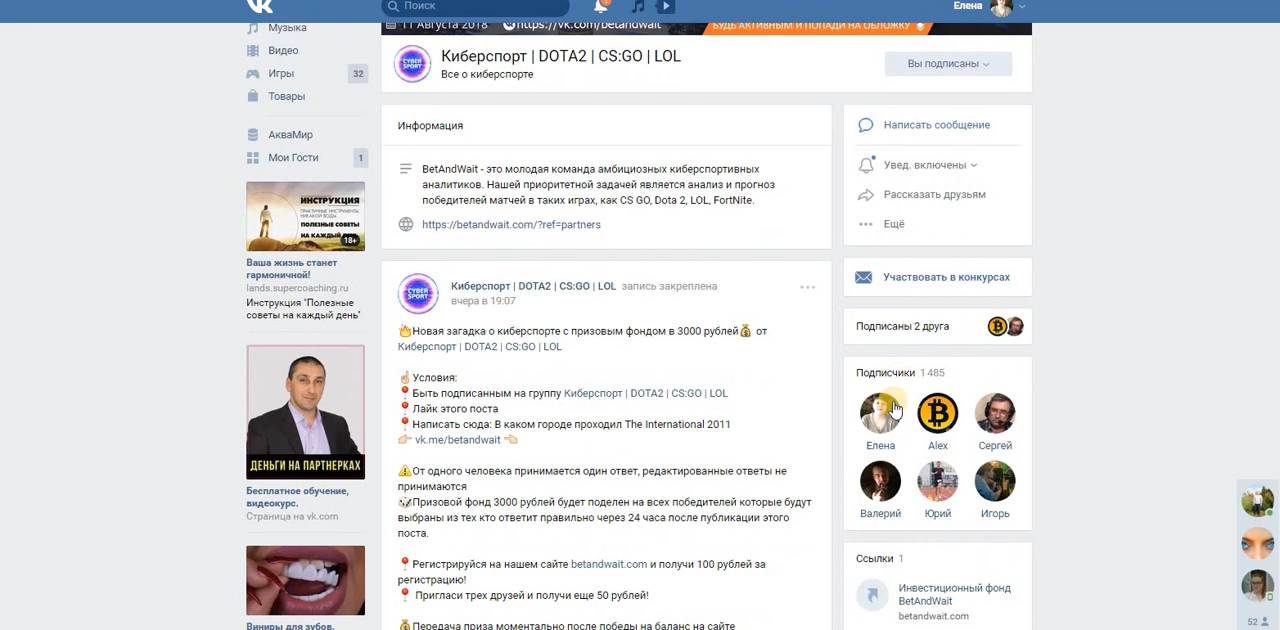 Поиск
1
Елена
Музыка
Видео
Игры 32
Товары
АкваМир
Мои Гости 1
ИНСТРУКЦИЯ
ПОЛЕЗНЫЕ СОВЕТЫ
НА КАЖДЫЙ
18+
Ваша жизнь станет
гармоничной!
lands.supercoaching.ru
Инструкция "Полезные
советы на каждый день"
ДЕНЬГИ НА ПАРТНЕРКАХ
Бесплатное обучение,
видеокурс.
Страница на vk.com
Виниры для зубов.
11 Августа 2018
https://vk.com/betandwait
БУДЬ АКТИВНЫМ И ПОПАДИ НА ОБЛОЖКУ
CYBER SPORT
Киберспорт | DOTA2 | CS:GO | LOL
Все о киберспорте
Вы подписаны
Информация
BetAndWait - это молодая команда амбициозных киберспортивных
аналитиков. Нашей приоритетной задачей является анализ и прогноз
победителей матчей в таких играх, как CS GO, Dota 2, LOL, FortNite.
https://betandwait.com/?ref=partners
CYBER SPORT
Киберспорт | DOTA2 | CS:GO | LOL запись закреплена
вчера в 19:07
🔥Новая загадка о киберспорте с призовым фондом в 3000 рублей💰 от
Киберспорт | DOTA2 | CS:GO | LOL
☝Условия:
📍Быть подписанным на группу Киберспорт | DOTA2 | CS:GO | LOL
📍Лайк этого поста
📍Написать сюда: В каком городе проходил The International 2011
👉 vk.me/betandwait 👈
⚠От одного человека принимается один ответ, редактированные ответы не
принимаются
🎲Призовой фонд 3000 рублей будет поделен на всех победителей которые будут
выбраны из тех кто ответит правильно через 24 часа после публикации этого
поста.
📍Регистрируйся на нашем сайте betandwait.com и получи 100 рублей за
регистрацию!
📍 Пригласи трех друзей и получи еще 50 рублей!
💰Передача приза моментально после победы на баланс на сайте
Написать сообщение
Увед. включены
Рассказать друзьям
Ещё
Участвовать в конкурсах
Подписаны 2 друга
Подписчики 1 485
Елена Alex Сергей
Валерий Юрий Игорь
Ссылки 1
Инвестиционный фонд
BetAndWait
betandwait.com
52